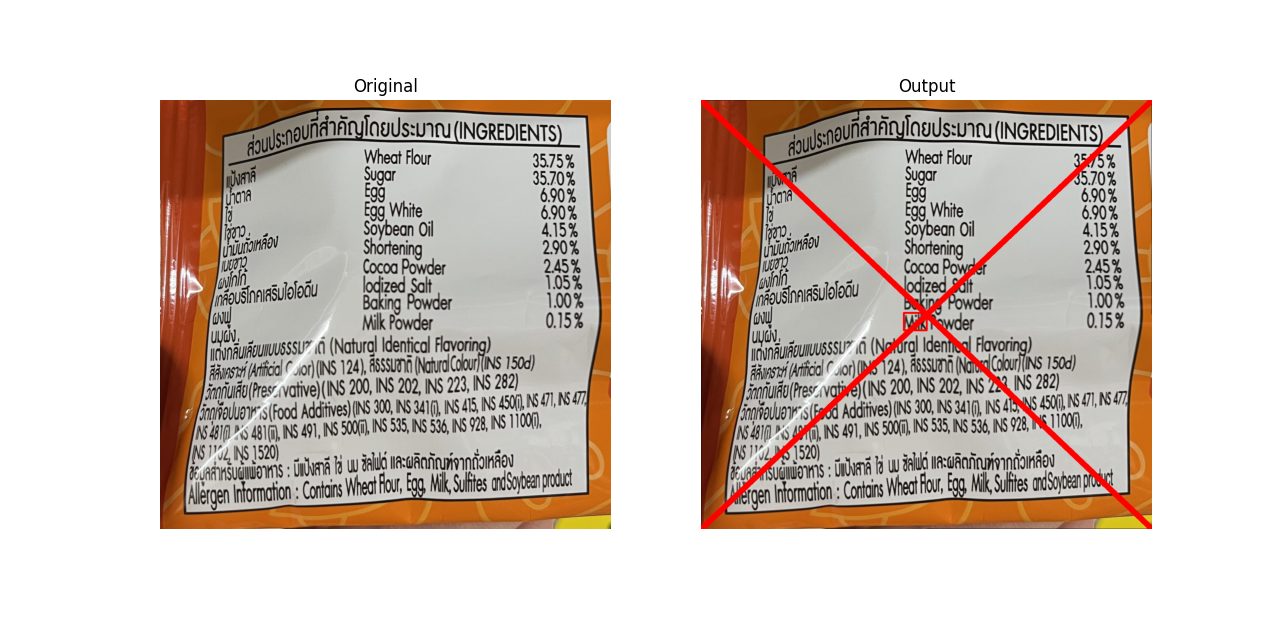 Original
ส่วนประกอบที่สำคัญโดยประมาณ (INGREDIENTS)
แป้งสาลี Wheat Flour 35.75%
น้ำตาล Sugar 35.70%
ไข่ Egg 6.90%
ไข่ขาว Egg White 6.90%
น้ำมันถั่วเหลือง Soybean Oil 4.15%
เนยขาว Shortening 2.90%
ผงโกโก้ Cocoa Powder 2.45%
เกลือบริโภคเสริมไอโอดีน Iodized Salt 1.05%
ผงฟู Baking Powder 1.00%
นมผง Milk Powder 0.15%
แต่งกลิ่นเลียนแบบธรรมชาติ (Natural Identical Flavoring)
สีสังเคราะห์ (Artificial Color) (INS 124), สีธรรมชาติ (Natural Colour) (INS 150d)
วัตถุกันเสีย (Preservative) (INS 200, INS 202, INS 223, INS 282)
วัตถุเจือปนอาหาร (Food Additives) (INS 300, INS 341(i), INS 415, INS 450(i), INS 471, INS 477,
INS 481(i), INS 481(ii), INS 491, INS 500(ii), INS 535, INS 536, INS 928, INS 1100(i),
INS 1102, INS 1520)
ข้อมูลสำหรับผู้แพ้อาหาร : มีแป้งสาลี ไข่ นม ซัลไฟต์ และผลิตภัณฑ์จากถั่วเหลือง
Allergen Information : Contains Wheat Flour, Egg, Milk, Sulfites and Soybean product
Output
ส่วนประกอบที่สำคัญโดยประมาณ (INGREDIENTS)
แป้งสาลี Wheat Flour 35.75%
น้ำตาล Sugar 35.70%
ไข่ Egg 6.90%
ไข่ขาว Egg White 6.90%
น้ำมันถั่วเหลือง Soybean Oil 4.15%
เนยขาว Shortening 2.90%
ผงโกโก้ Cocoa Powder 2.45%
เกลือบริโภคเสริมไอโอดีน Iodized Salt 1.05%
ผงฟู Baking Powder 1.00%
นมผง Milk Powder 0.15%
แต่งกลิ่นเลียนแบบธรรมชาติ (Natural Identical Flavoring)
สีสังเคราะห์ (Artificial Color) (INS 124), สีธรรมชาติ (Natural Colour) (INS 150d)
วัตถุกันเสีย (Preservative) (INS 200, INS 202, INS 223, INS 282)
วัตถุเจือปนอาหาร (Food Additives) (INS 300, INS 341(i), INS 415, INS 450(i), INS 471, INS 477,
INS 481(i), INS 481(ii), INS 491, INS 500(ii), INS 535, INS 536, INS 928, INS 1100(i),
INS 1102, INS 1520)
ข้อมูลสำหรับผู้แพ้อาหาร : มีแป้งสาลี ไข่ นม ซัลไฟต์ และผลิตภัณฑ์จากถั่วเหลือง
Allergen Information : Contains Wheat Flour, Egg, Milk, Sulfites and Soybean product